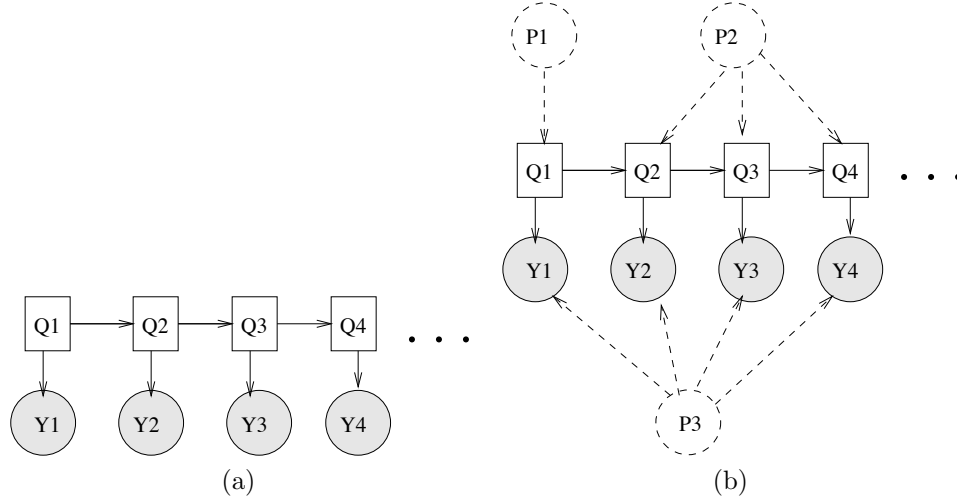 P1 P2
Q1 Q2 Q3 Q4 . . .
Y1 Y2 Y3 Y4
Q1 Q2 Q3 Q4 . . .
Y1 Y2 Y3 Y4
P3
(a) (b)